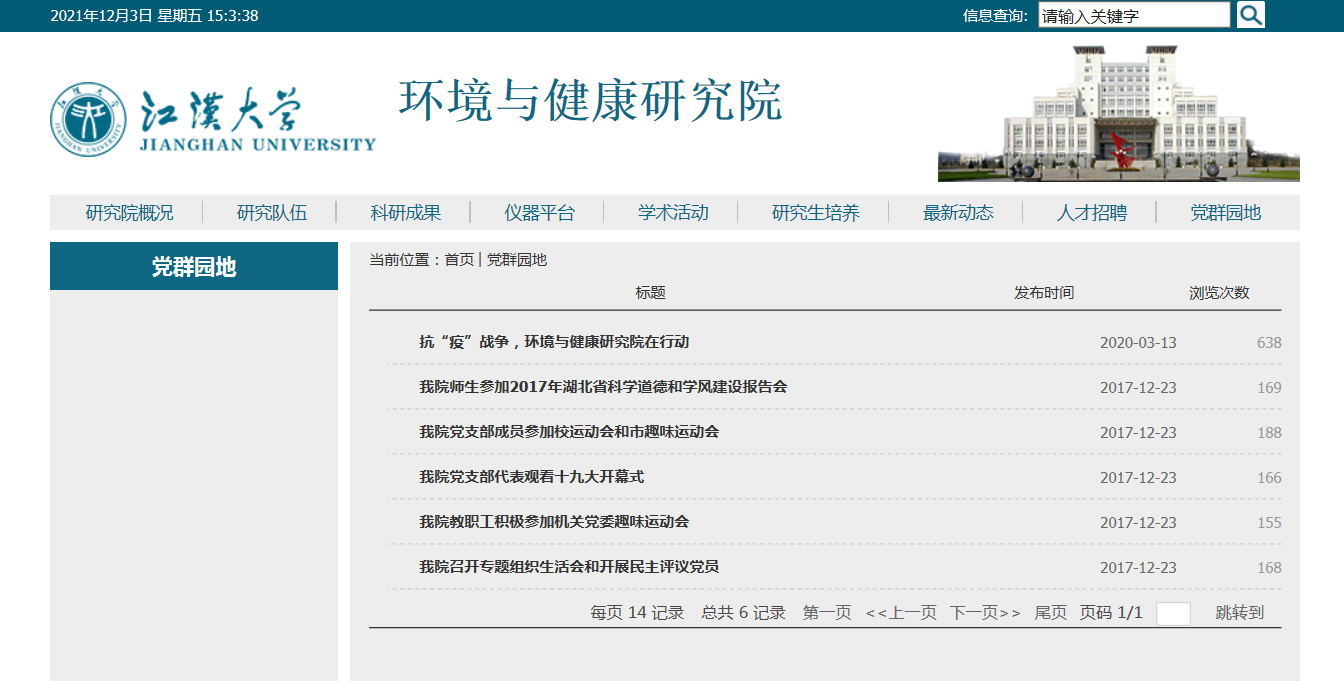 2021年12月3日 星期五 15:3:38 信息查询: 请输入关键字
江漢大学 环境与健康研究院
JIANGHAN UNIVERSITY
研究院概况 研究队伍 科研成果 仪器平台 学术活动 研究生培养 最新动态 人才招聘 党群园地
党群园地
当前位置：首页 | 党群园地
标题 发布时间 浏览次数
抗“疫”战争，环境与健康研究院在行动 2020-03-13 638
我院师生参加2017年湖北省科学道德和学风建设报告会 2017-12-23 169
我院党支部成员参加校运动会和市趣味运动会 2017-12-23 188
我院党支部代表观看十九大开幕式 2017-12-23 166
我院教职工积极参加机关党委趣味运动会 2017-12-23 155
我院召开专题组织生活会和开展民主评议党员 2017-12-23 168
每页 14 记录 总共 6 记录 第一页 <<上一页 下一页>> 尾页 页码 1/1 跳转到